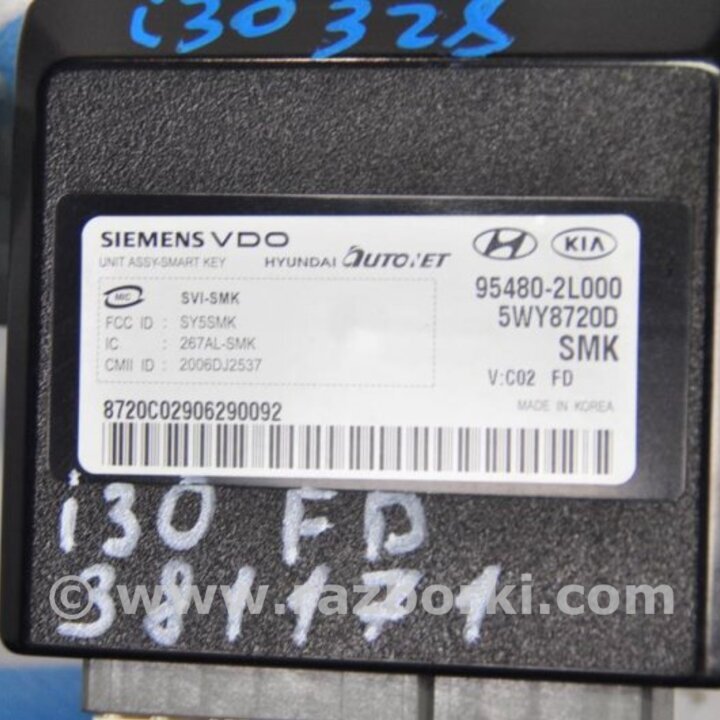 i30 328
SIEMENS VDO
UNIT ASSY-SMART KEY HYUNDAI AUTONET KIA
SVI-SMK 95480-2L000
MIC
FCC ID : SY5SMK 5WY8720D
IC : 267AL-SMK SMK
CMII ID : 2006DJ2537 V:C02 FD
8720C02906290092 MADE IN KOREA
i30 FD
©www.razborki.com
381171